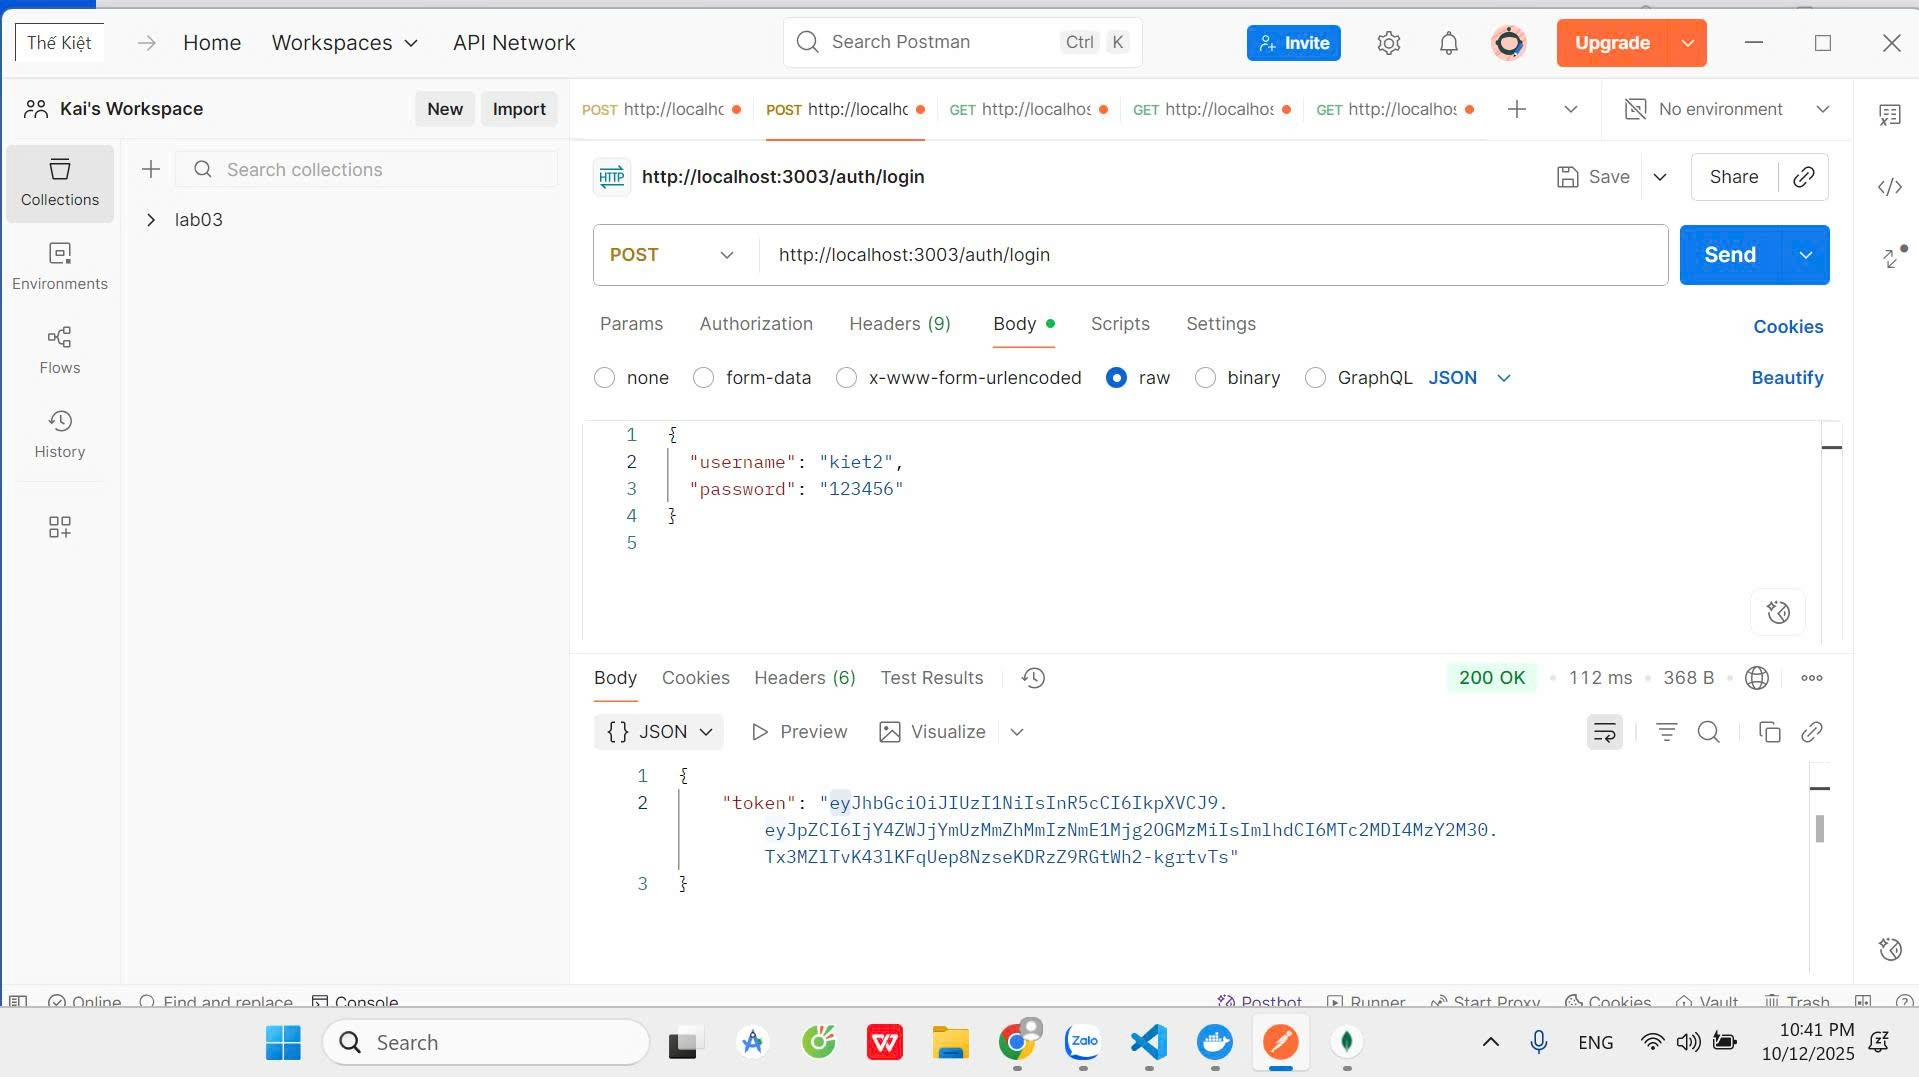 Thế Kiệt
Home
Workspaces
API Network
Search Postman
Ctrl K
Invite
Upgrade
Kai's Workspace
New
Import
POST http://localhc
POST http://localhc
GET http://localhos
GET http://localhos
GET http://localhos
No environment
Collections
Environments
Flows
History
Search collections
lab03
HTTP
http://localhost:3003/auth/login
Save
Share
POST
http://localhost:3003/auth/login
Send
Params
Authorization
Headers (9)
Body
Scripts
Settings
Cookies
none
form-data
x-www-form-urlencoded
raw
binary
GraphQL
JSON
Beautify
1 {
2 "username": "kiet2",
3 "password": "123456"
4 }
5
Body
Cookies
Headers (6)
Test Results
200 OK
112 ms
368 B
{} JSON
Preview
Visualize
1 {
2 "token": "eyJhbGciOiJIUzI1NiIsInR5cCI6IkpXVCJ9.
eyJpZCI6IjY4ZWJjYmUzMmZhMmIzNmE1Mjg2OGMzMiIsImlhdCI6MTc2MDI4MzY2M30.
Tx3MZlTvK43lKFqUep8NzseKDRzZ9RGtWh2-kgrtvTs"
3 }
Online
Find and replace
Console
Postbot
Runner
Start Proxy
Cookies
Vault
Trash
Search
Zalo
ENG
10:41 PM
10/12/2025